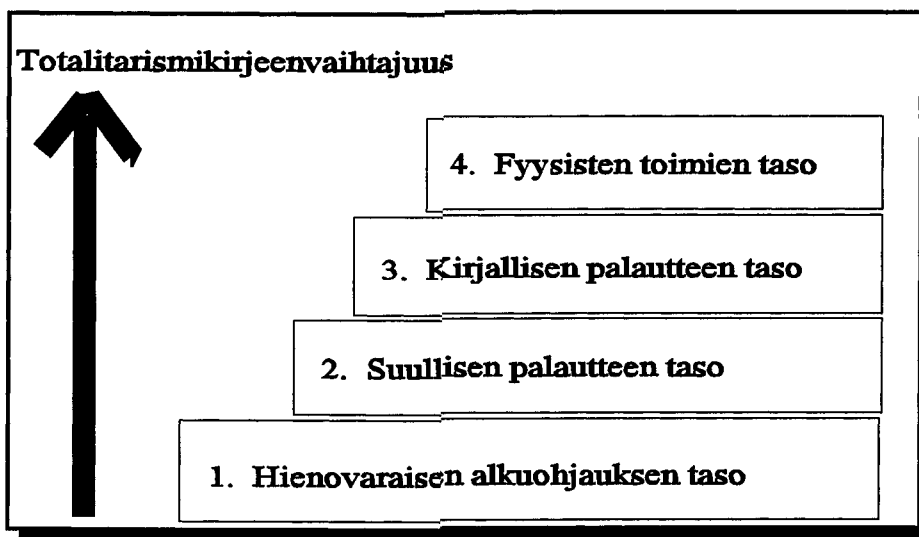 Totalitarismikirjeenvaihtajuus
4. Fyysisten toimien taso
3. Kirjallisen palautteen taso
2. Suullisen palautteen taso
1. Hienovaraisen alkuohjauksen taso